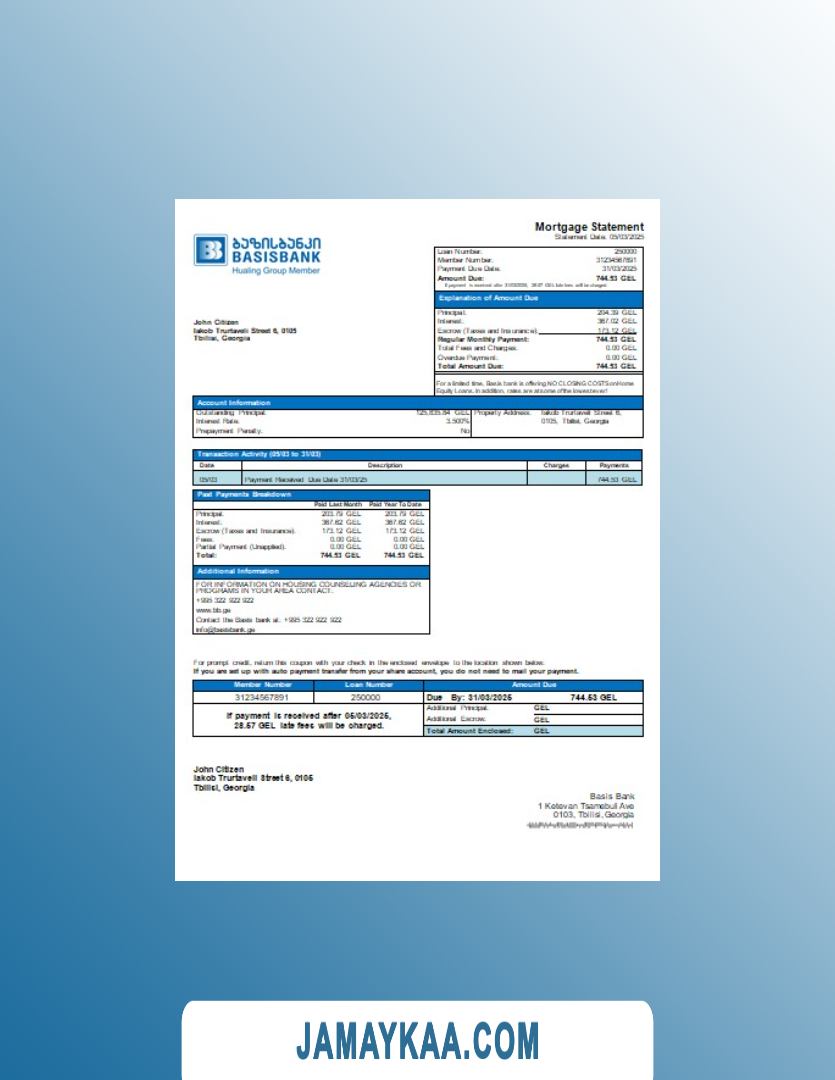 Mortgage Statement
Statement Date: 05/03/2025
ბაზისბანკი
BASISBANK
Hualing Group Member
Loan Number: 250000
Member Number: 31234567891
Payment Due Date: 31/03/2025
Amount Due: 744.53 GEL
If payment is received after 31/03/2025, 28.57 GEL late fees will be charged.
Explanation of Amount Due
Principal: 204.39 GEL
Interest: 367.02 GEL
Escrow (Taxes and Insurance): 173.12 GEL
Regular Monthly Payment: 744.53 GEL
Total Fees and Charges: 0.00 GEL
Overdue Payment: 0.00 GEL
Total Amount Due: 744.53 GEL
John Citizen
Iakob Trurtaveli Street 6, 0105
Tbilisi, Georgia
For a limited time, Basis bank is offering NO CLOSING COSTS on Home
Equity Loans. In addition, rates are at some of the lowest ever!
Account Information
Outstanding Principal: 125,835.84 GEL Property Address: Iakob Trurtaveli Street 6,
Interest Rate: 3.500% 0105, Tbilisi, Georgia
Prepayment Penalty: No
Transaction Activity (05/03 to 31/03)
Date Description Charges Payments
05/03 Payment Received Due Date 31/03/25 744.53 GEL
Past Payments Breakdown
Paid Last Month Paid Year To Date
Principal: 203.79 GEL 203.79 GEL
Interest: 367.62 GEL 367.62 GEL
Escrow (Taxes and Insurance): 173.12 GEL 173.12 GEL
Fees: 0.00 GEL 0.00 GEL
Partial Payment (Unapplied): 0.00 GEL 0.00 GEL
Total: 744.53 GEL 744.53 GEL
Additional Information
FOR INFORMATION ON HOUSING COUNSELING AGENCIES OR
PROGRAMS IN YOUR AREA CONTACT:
+995 322 922 922
www.bb.ge
Contact the Basis bank at: +995 322 922 922
info@basisbank.ge
For prompt credit, return this coupon with your check in the enclosed envelope to the location shown below.
If you are set up with auto payment transfer from your share account, you do not need to mail your payment.
Member Number Loan Number Amount Due
31234567891 250000 Due By: 31/03/2025 744.53 GEL
If payment is received after 05/03/2025,
28.57 GEL late fees will be charged.
Additional Principal: GEL
Additional Escrow: GEL
Total Amount Enclosed: GEL
John Citizen
Iakob Trurtaveli Street 6, 0105
Tbilisi, Georgia
Basis Bank
1 Ketevan Tsamebuli Ave
0103, Tbilisi, Georgia
JAMAYKAA.COM